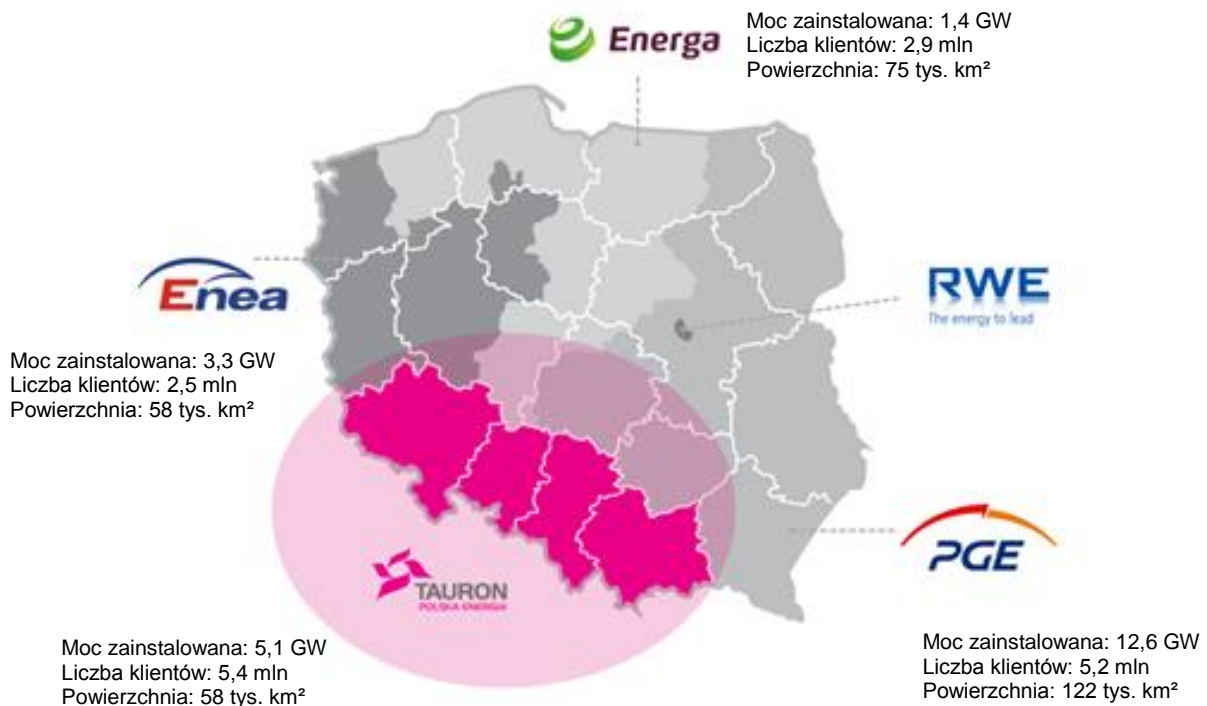 Energa
Moc zainstalowana: 1,4 GW
Liczba klientów: 2,9 mln
Powierzchnia: 75 tys. km²
Enea
Moc zainstalowana: 3,3 GW
Liczba klientów: 2,5 mln
Powierzchnia: 58 tys. km²
RWE
The energy to lead
PGE
Moc zainstalowana: 12,6 GW
Liczba klientów: 5,2 mln
Powierzchnia: 122 tys. km²
TAURON
POLSKA ENERGIA
Moc zainstalowana: 5,1 GW
Liczba klientów: 5,4 mln
Powierzchnia: 58 tys. km²